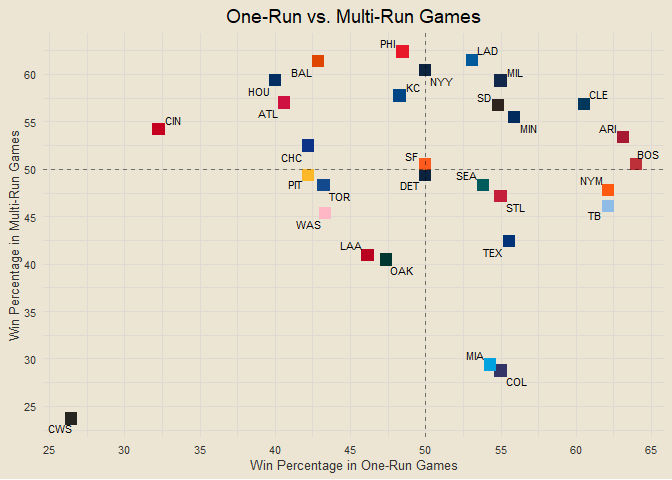 One-Run vs. Multi-Run Games
Win Percentage in Multi-Run Games
60
55
50
45
40
35
30
25
PHI
LAD
BAL
NYY
MIL
HOU
KC
SD
CLE
ATL
CIN
MIN
ARI
CHC
SF
BOS
PIT
DET
SEA
NYM
TOR
STL
TB
WAS
LAA
OAK
TEX
MIA
COL
CWS
25 30 35 40 45 50 55 60 65
Win Percentage in One-Run Games